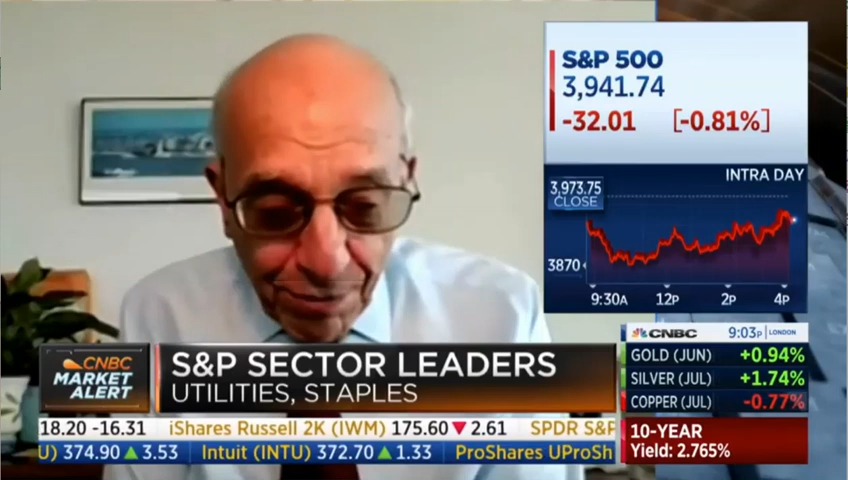 S&P 500
3,941.74
-32.01 [-0.81%]
INTRA DAY
3,973.75
CLOSE
3870
9:30A 12P 2P 4P
CNBC 9:03P LONDON
GOLD (JUN) +0.94%
SILVER (JUL) +1.74%
COPPER (JUL) -0.77%
10-YEAR
Yield: 2.765%
CNBC
MARKET
ALERT
S&P SECTOR LEADERS
UTILITIES, STAPLES
18.20 -16.31 iShares Russell 2K (IWM) 175.60 ▼ 2.61 SPDR S&P
U) 374.90 ▲ 3.53 Intuit (INTU) 372.70 ▲ 1.33 ProShares UProSh